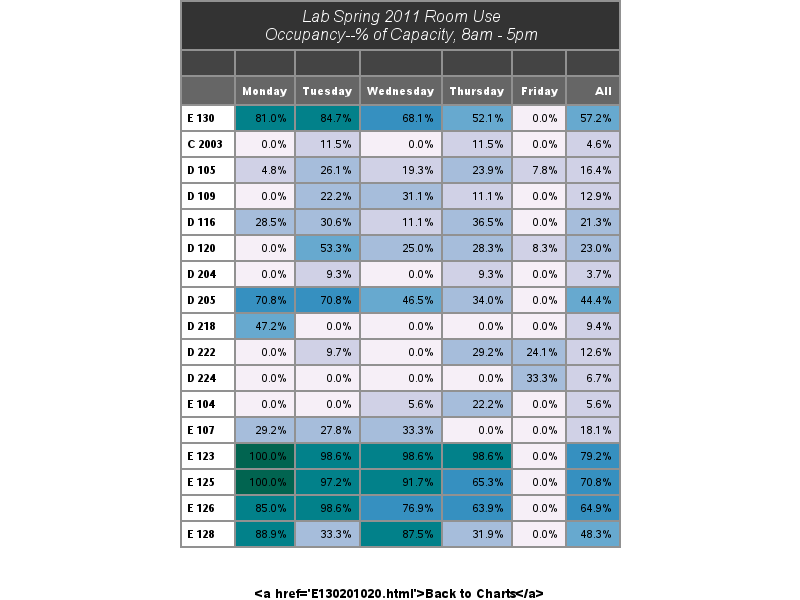 Lab Spring 2011 Room Use
Occupancy--% of Capacity, 8am - 5pm
Monday Tuesday Wednesday Thursday Friday All
E 130 81.0% 84.7% 68.1% 52.1% 0.0% 57.2%
C 2003 0.0% 11.5% 0.0% 11.5% 0.0% 4.6%
D 105 4.8% 26.1% 19.3% 23.9% 7.8% 16.4%
D 109 0.0% 22.2% 31.1% 11.1% 0.0% 12.9%
D 116 28.5% 30.6% 11.1% 36.5% 0.0% 21.3%
D 120 0.0% 53.3% 25.0% 28.3% 8.3% 23.0%
D 204 0.0% 9.3% 0.0% 9.3% 0.0% 3.7%
D 205 70.8% 70.8% 46.5% 34.0% 0.0% 44.4%
D 218 47.2% 0.0% 0.0% 0.0% 0.0% 9.4%
D 222 0.0% 9.7% 0.0% 29.2% 24.1% 12.6%
D 224 0.0% 0.0% 0.0% 0.0% 33.3% 6.7%
E 104 0.0% 0.0% 5.6% 22.2% 0.0% 5.6%
E 107 29.2% 27.8% 33.3% 0.0% 0.0% 18.1%
E 123 100.0% 98.6% 98.6% 98.6% 0.0% 79.2%
E 125 100.0% 97.2% 91.7% 65.3% 0.0% 70.8%
E 126 85.0% 98.6% 76.9% 63.9% 0.0% 64.9%
E 128 88.9% 33.3% 87.5% 31.9% 0.0% 48.3%
<a href='E130201020.html'>Back to Charts</a>